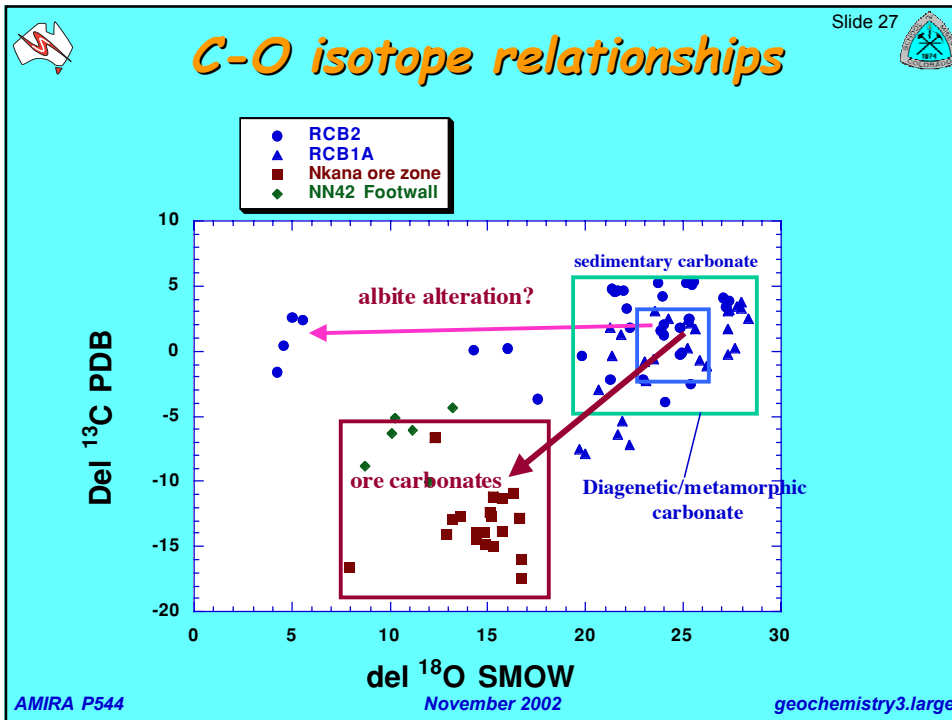 Slide 27
C-O isotope relationships
RCB2
RCB1A
Nkana ore zone
NN42 Footwall
10
5
0
-5
-10
-15
-20
Del 13C PDB
sedimentary carbonate
albite alteration?
ore carbonates
Diagenetic/metamorphic
carbonate
0 5 10 15 20 25 30
del 18O SMOW
AMIRA P544 November 2002 geochemistry3.large
1874